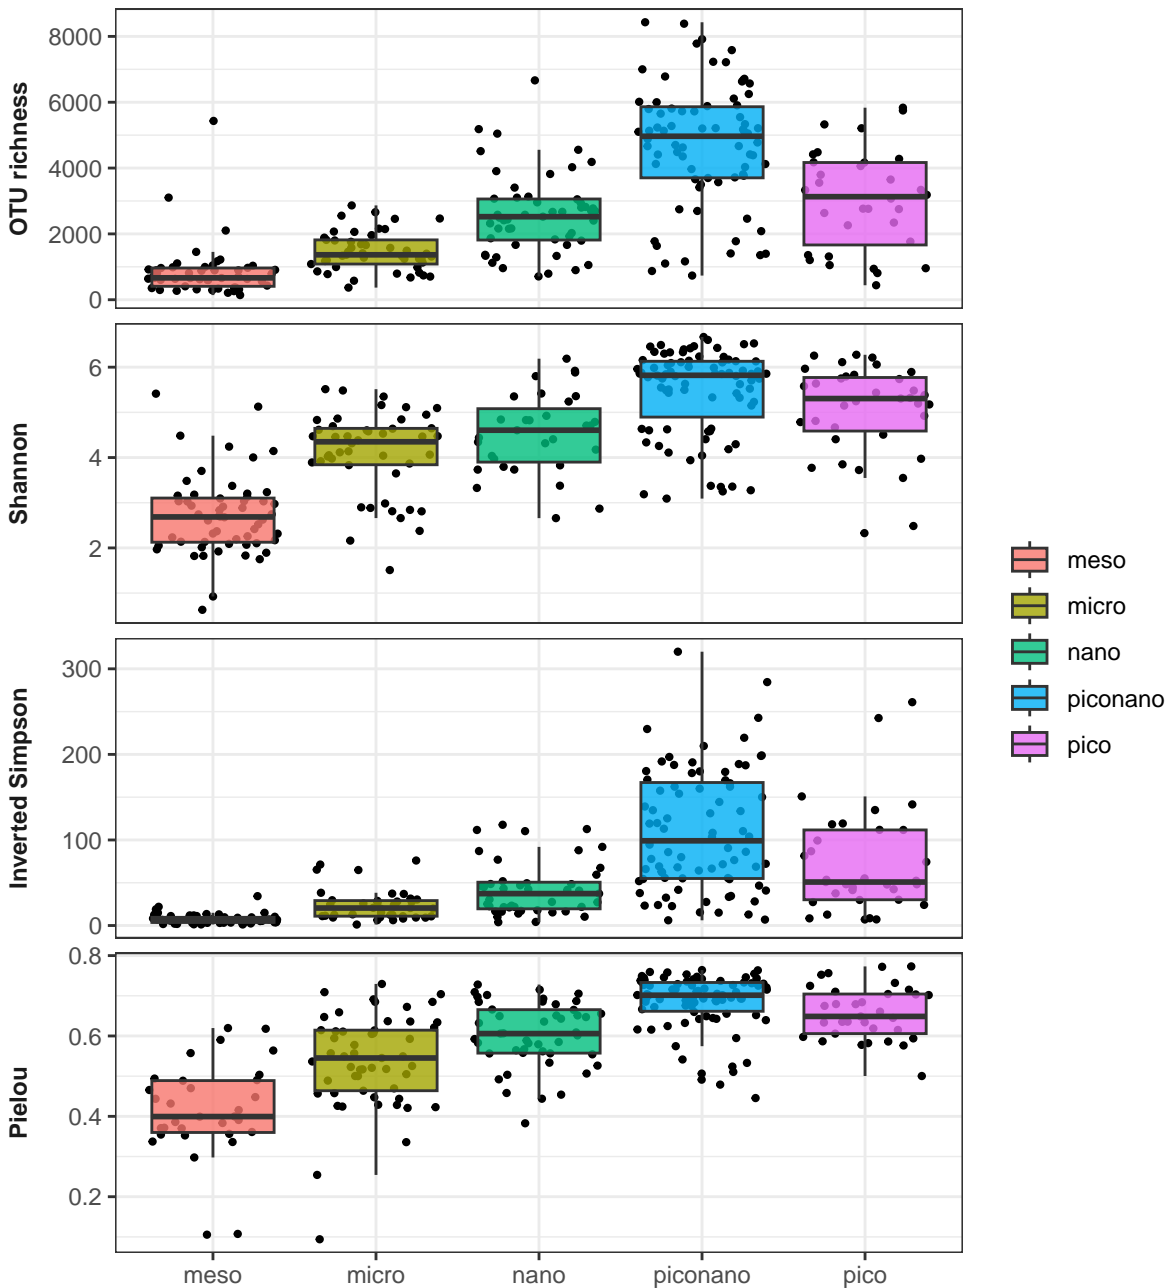 OTU richness
8000
6000
4000
2000
0
Shannon
6
4
2
Inverted Simpson
300
200
100
0
Pielou
0.8
0.6
0.4
0.2
meso
micro
nano
piconano
pico
meso
micro
nano
piconano
pico